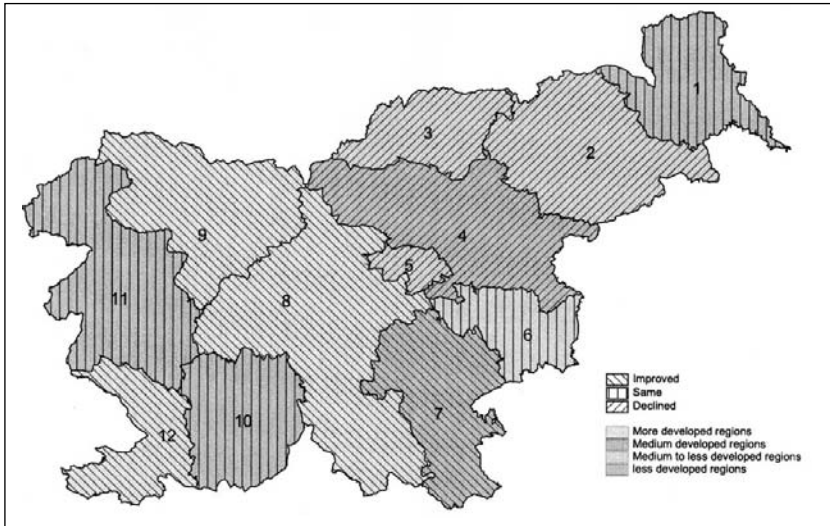 1
2
3
4
5
6
7
8
9
10
11
12
Improved
Same
Declined
More developed regions
Medium developed regions
Medium to less developed regions
less developed regions